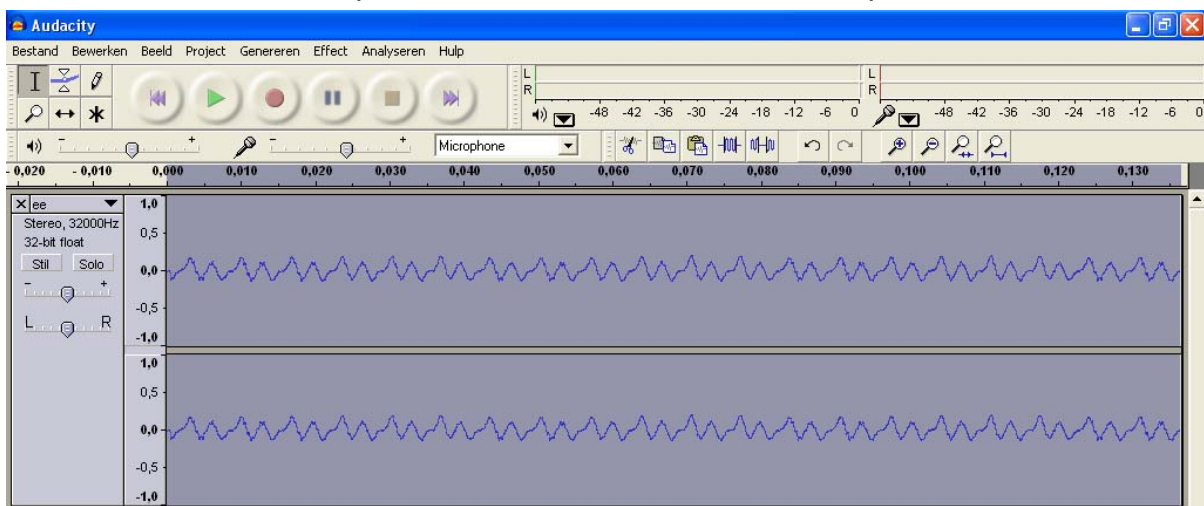 Audacity
Bestand Bewerken Beeld Project Genereren Effect Analyseren Hulp
L
R
-48 -42 -36 -30 -24 -18 -12 -6 0
L
R
-48 -42 -36 -30 -24 -18 -12 -6 0
- + - + Microphone
- 0,020 - 0,010 0,000 0,010 0,020 0,030 0,040 0,050 0,060 0,070 0,080 0,090 0,100 0,110 0,120 0,130
ee
Stereo, 32000Hz
32-bit float
Stil Solo
- +
L R
1,0
0,5
0,0
-0,5
-1,0
1,0
0,5
0,0
-0,5
-1,0